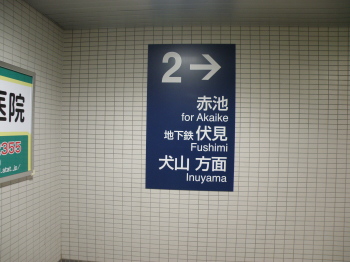 2→
赤池
for Akaike
地下鉄 伏見
Fushimi
犬山 方面
Inuyama
医院
355